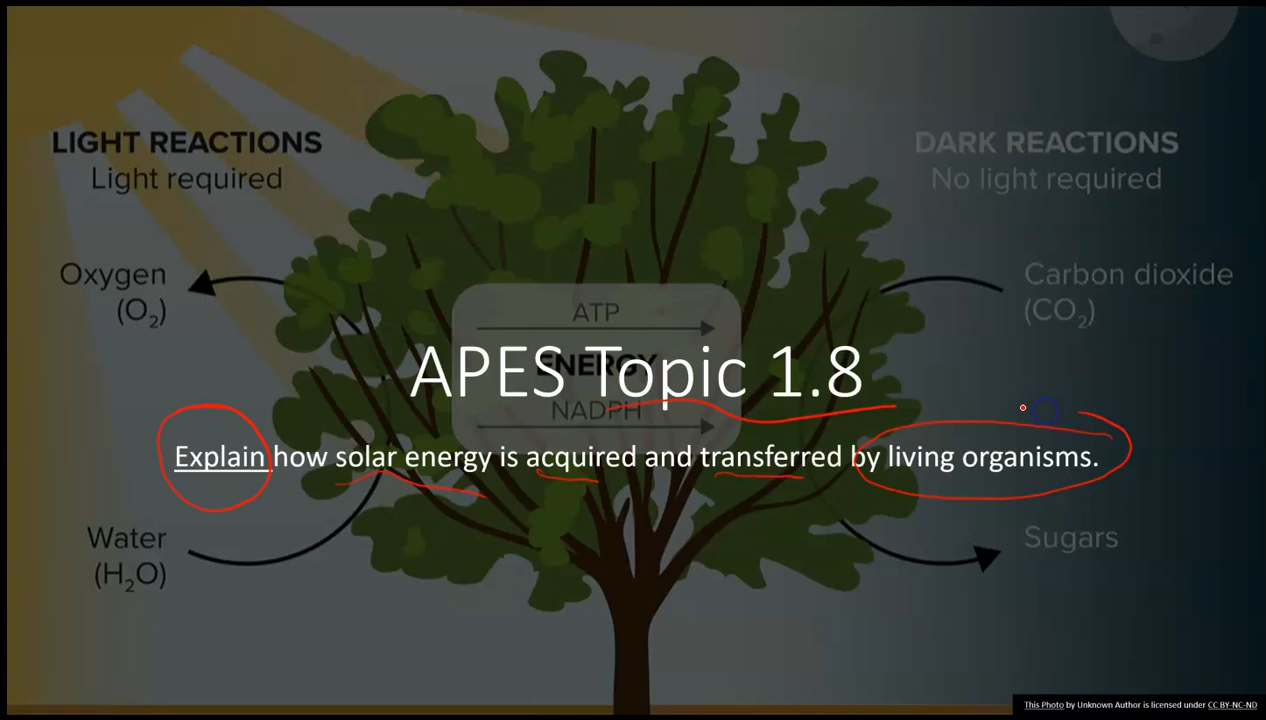 LIGHT REACTIONS
Light required
DARK REACTIONS
No light required
Oxygen
(O₂)
Carbon dioxide
(CO₂)
ATP
ENERGY
APES Topic 1.8
NADPH
Explain how solar energy is acquired and transferred by living organisms.
Water
(H₂O)
Sugars
This Photo by Unknown Author is licensed under CC BY-NC-ND